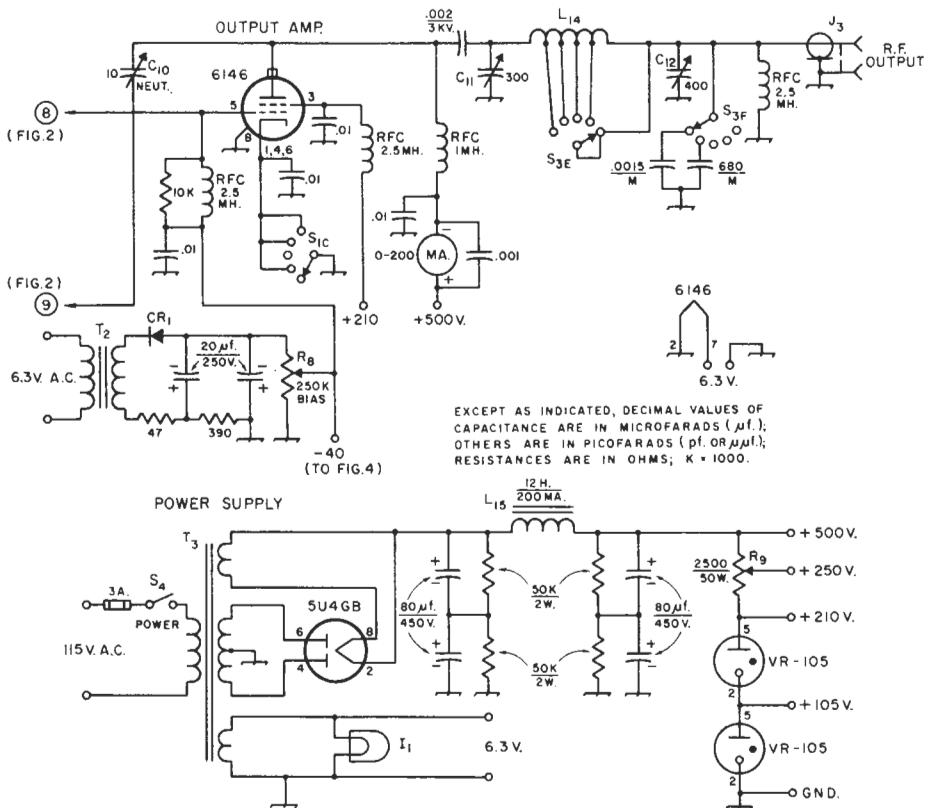 OUTPUT AMP.
.002
3KV.
L14
J3
R.F.
OUTPUT
10
C10
NEUT.
6146
5
3
8
1,4,6
.01
.01
C11
300
C12
400
RFC
2.5
MH.
S3E
S3F
.0015
M
680
M
8
(FIG.2)
10K
RFC
2.5
MH.
.01
S1C
RFC
2.5MH.
RFC
1MH.
.01
0-200
MA.
-
+
.001
(FIG.2)
9
+210
+500V.
6146
2
7
6.3 V.
T2
CR1
6.3V. A.C.
20µf.
250V.
-
+
-
+
R8
250K
BIAS
47
390
-40
(TO FIG.4)
EXCEPT AS INDICATED, DECIMAL VALUES OF
CAPACITANCE ARE IN MICROFARADS (µf.);
OTHERS ARE IN PICOFARADS (pf. OR µµf.);
RESISTANCES ARE IN OHMS; K = 1000.
POWER SUPPLY
T3
S4
3A.
POWER
115V. A.C.
5U4GB
6
4
8
2
L15
12H.
200MA.
+
-
80µf.
450V.
+
-
50K
2W.
50K
2W.
+
-
80µf.
450V.
+
-
2500
50W.
R9
+500V.
+250V.
+210V.
5
VR-105
2
+105V.
5
VR-105
2
GND.
I1
6.3V.